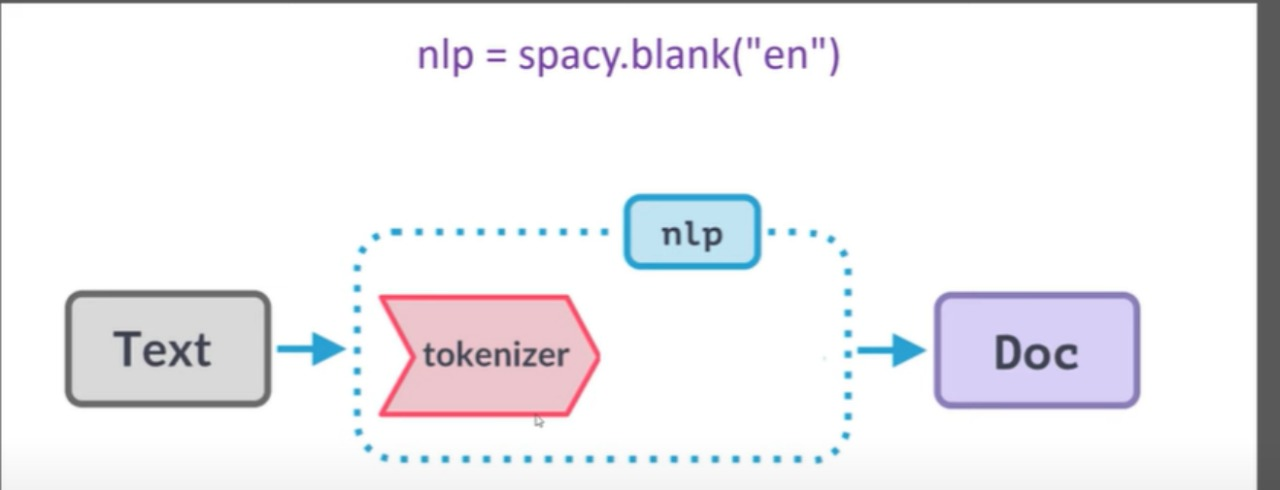 nlp = spacy.blank("en")
nlp
Text
tokenizer
Doc